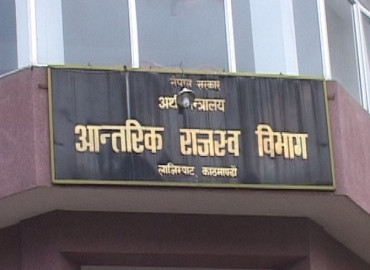 नेपाल सरकार
अर्थ मन्त्रालय
आन्तरिक राजस्व विभाग
लाजिम्पाट, काठमाण्डौ